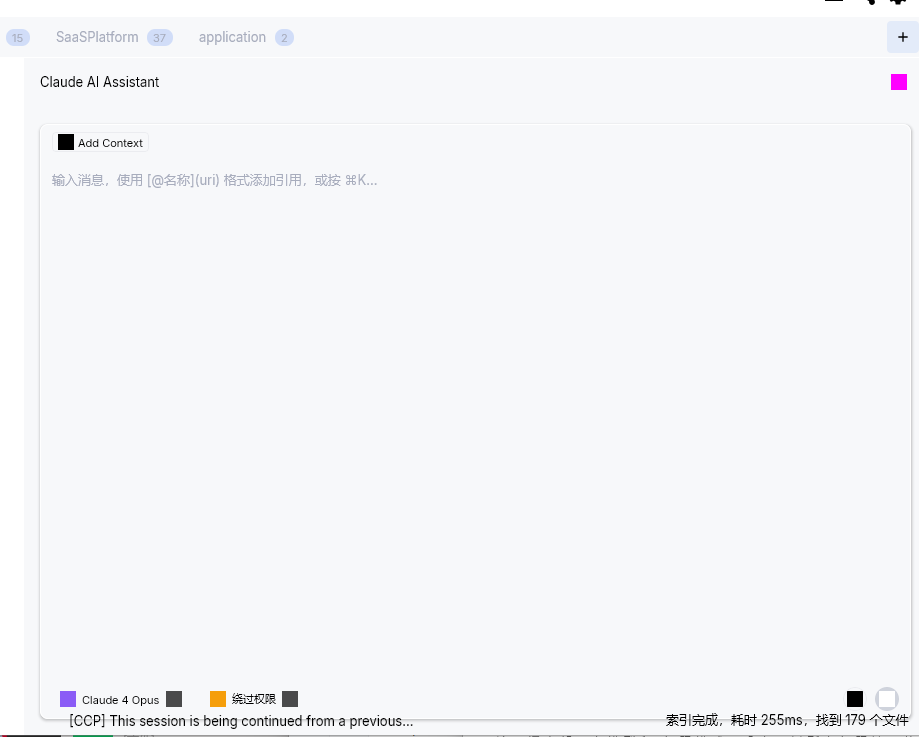 15 SaaSPlatform 37 application 2 +
Claude AI Assistant
Add Context
输入消息，使用 [@名称](uri) 格式添加引用，或按 ⌘K...
Claude 4 Opus 绕过权限
[CCP] This session is being continued from a previous... 索引完成，耗时 255ms，找到 179 个文件